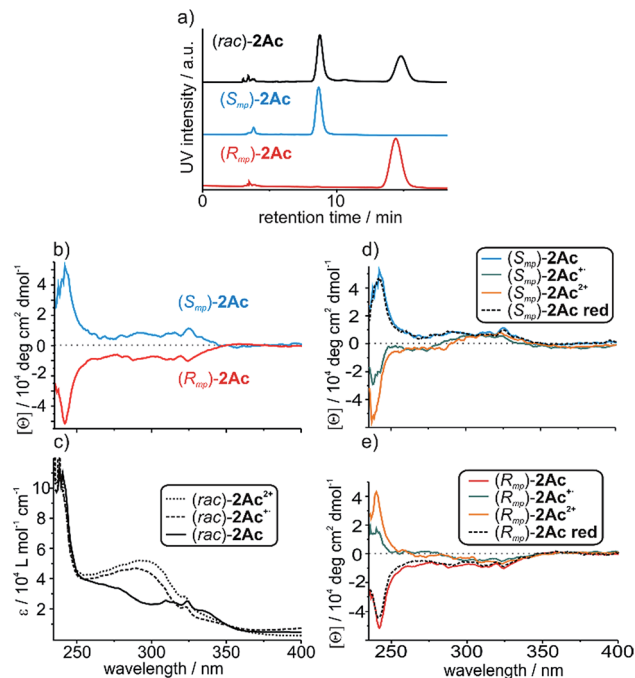 a)
(rac)-2Ac
(Smp)-2Ac
(Rmp)-2Ac
UV intensity / a.u.
0 10
retention time / min
b)
4
2
0
-2
-4
[Θ] / 10⁴ deg cm² dmol⁻¹
(Smp)-2Ac
(Rmp)-2Ac
c)
10
8
6
4
2
ε / 10⁴ L mol⁻¹ cm⁻¹
(rac)-2Ac²⁺
(rac)-2Ac⁺·
(rac)-2Ac
250 300 350 400
wavelength / nm
d)
(Smp)-2Ac
(Smp)-2Ac⁺·
(Smp)-2Ac²⁺
(Smp)-2Ac red
4
2
0
-2
-4
[Θ] / 10⁴ deg cm² dmol⁻¹
e)
(Rmp)-2Ac
(Rmp)-2Ac⁺·
(Rmp)-2Ac²⁺
(Rmp)-2Ac red
4
2
0
-2
-4
[Θ] / 10⁴ deg cm² dmol⁻¹
250 300 350 400
wavelength / nm